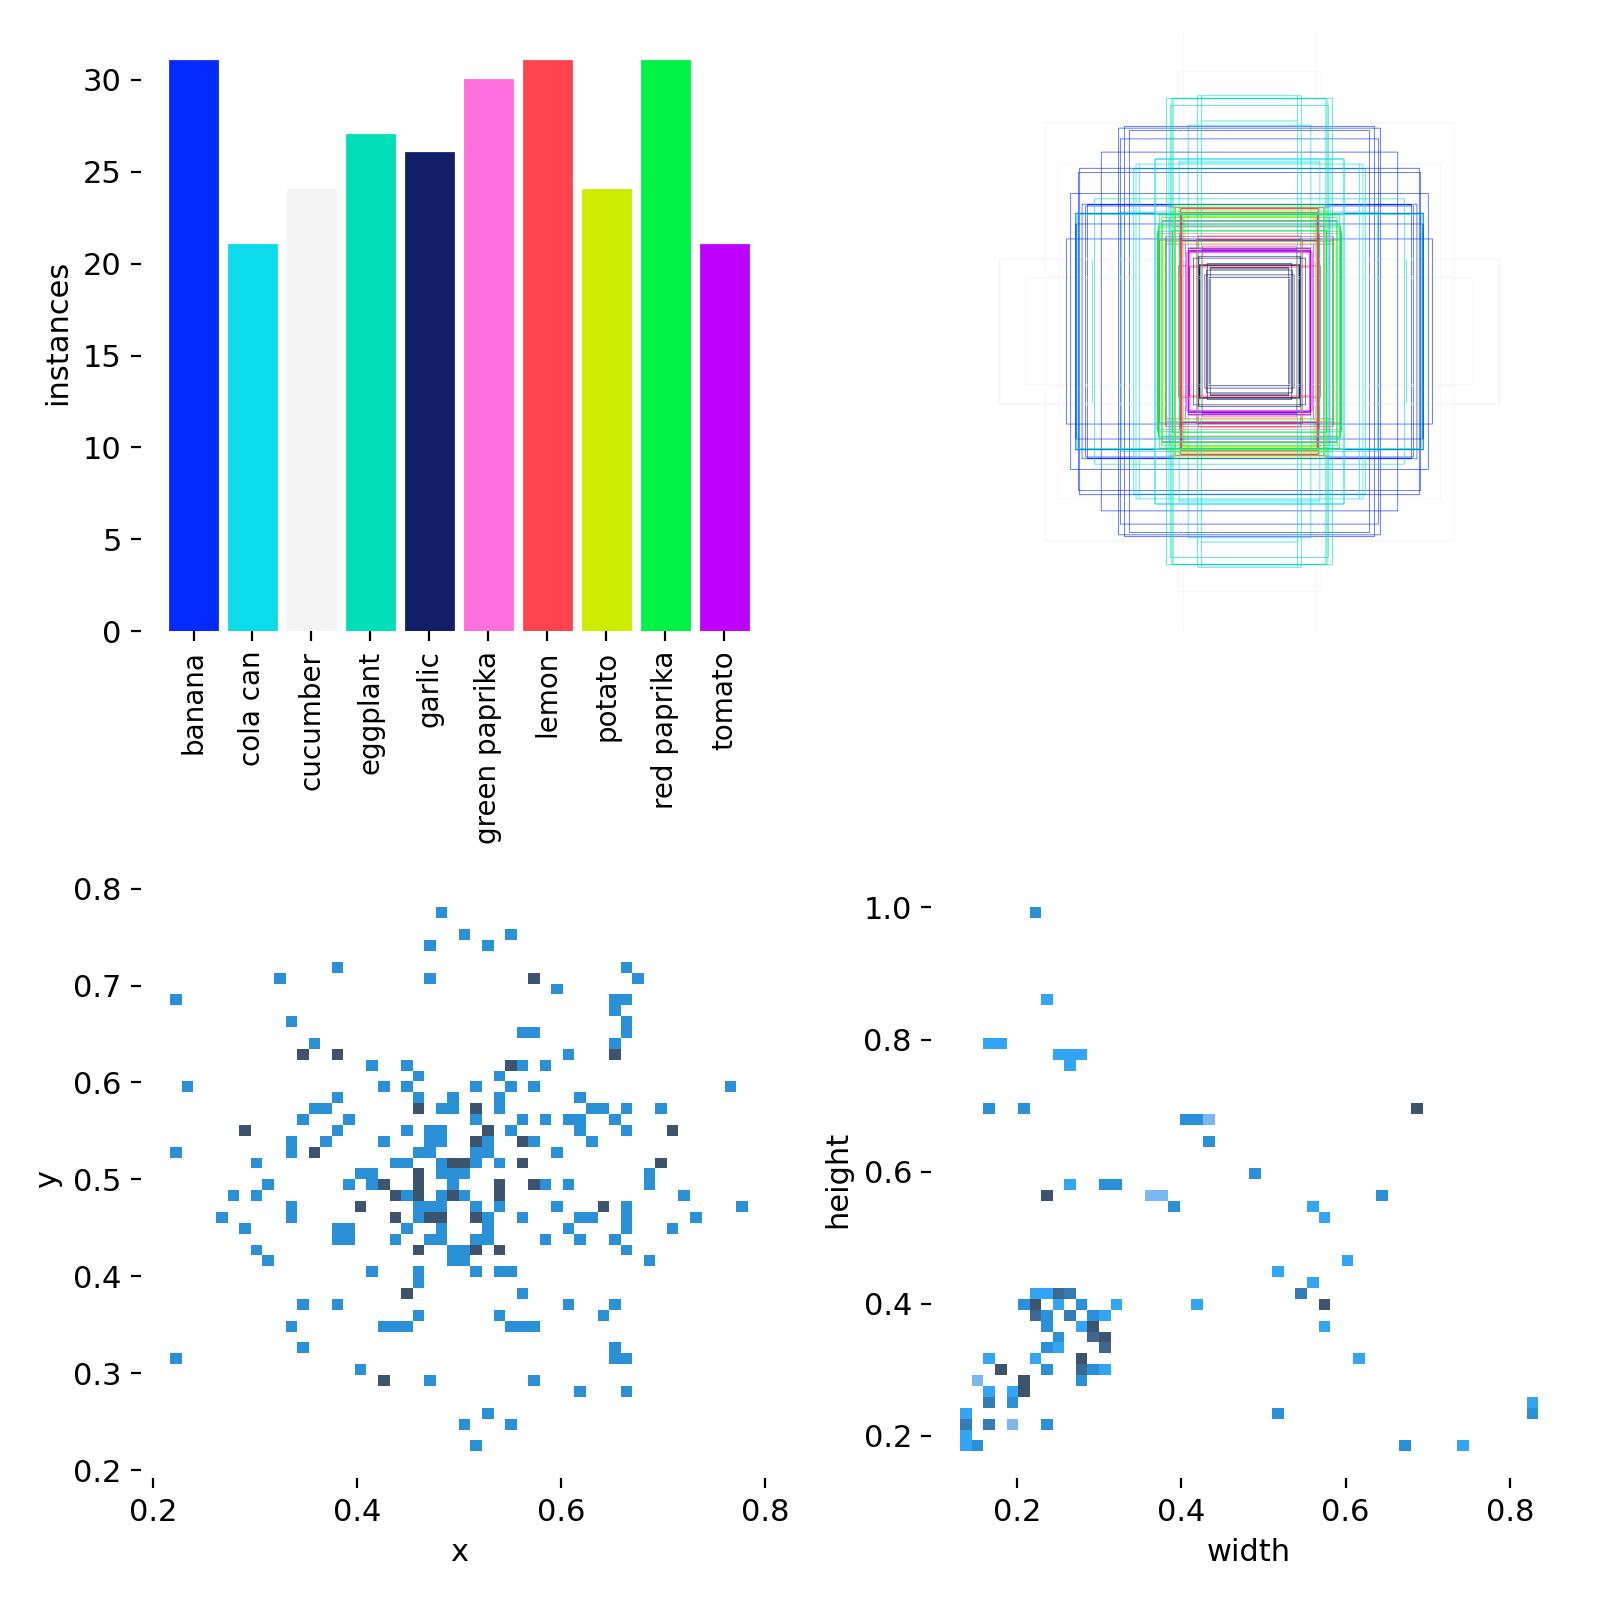 instances
30
25
20
15
10
5
0
banana
cola can
cucumber
eggplant
garlic
green paprika
lemon
potato
red paprika
tomato
y
0.8
0.7
0.6
0.5
0.4
0.3
0.2
0.2 0.4 0.6 0.8
x
height
1.0
0.8
0.6
0.4
0.2
0.2 0.4 0.6 0.8
width